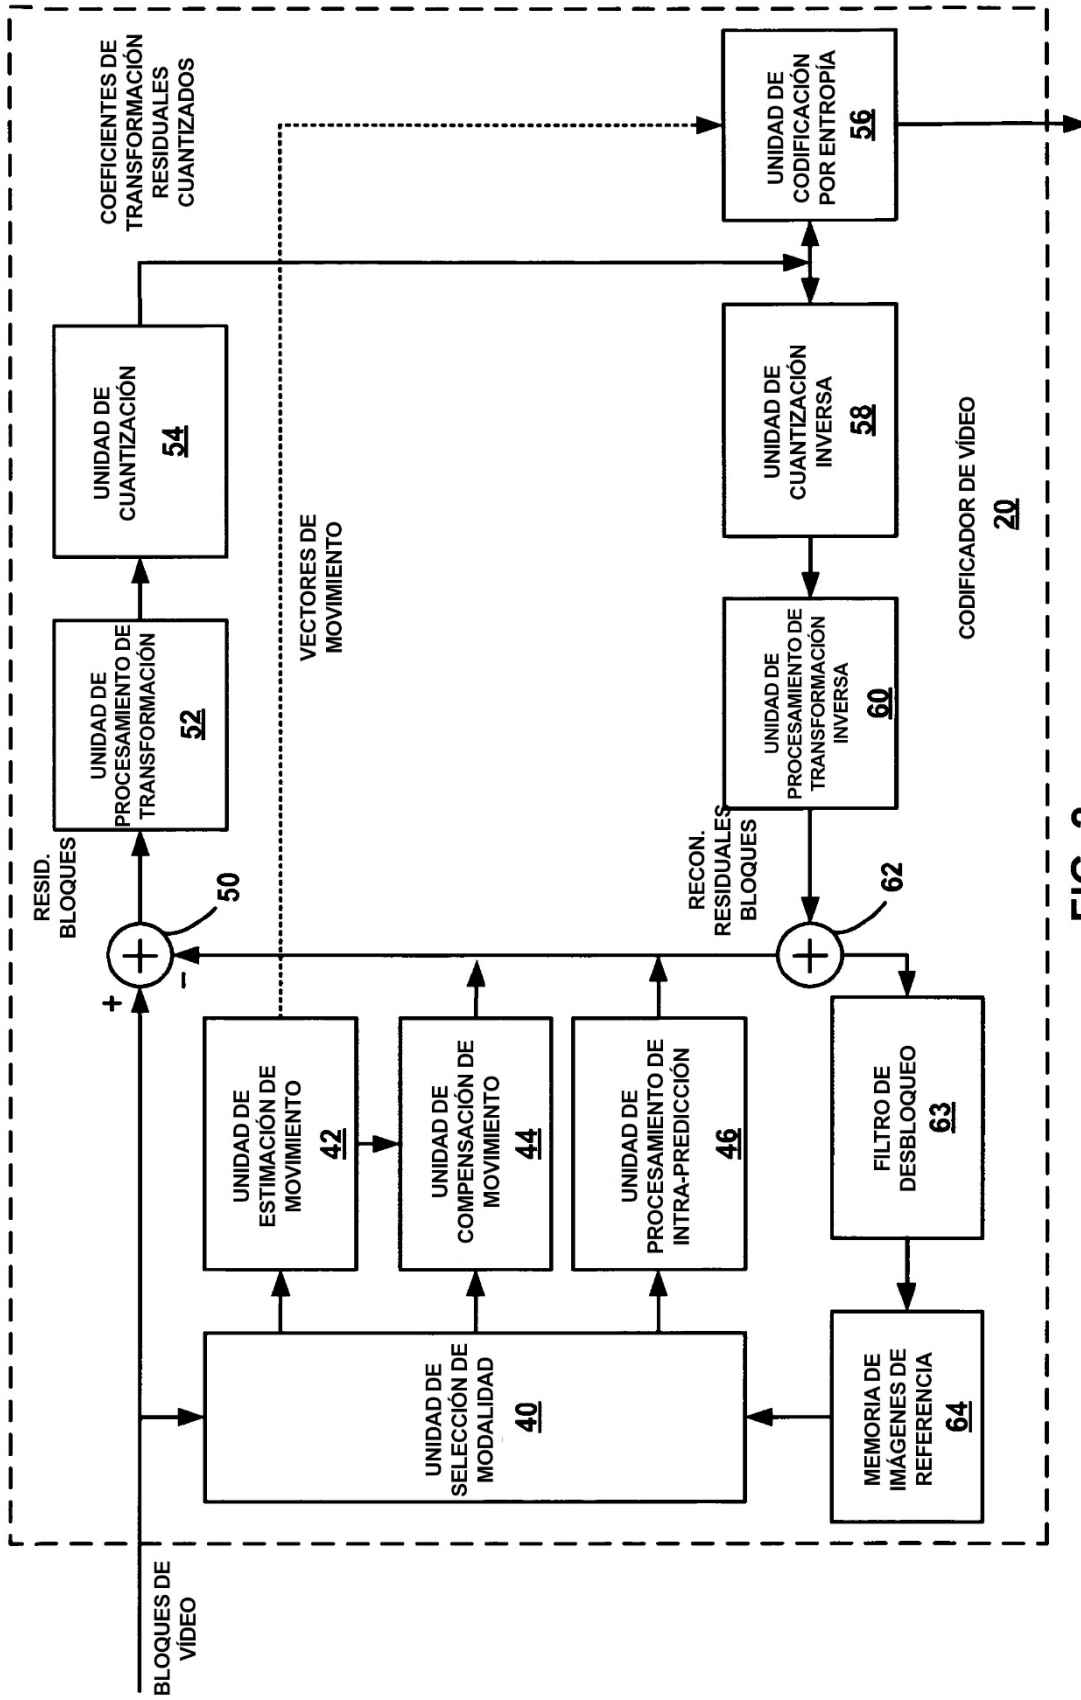 COEFICIENTES DE
TRANSFORMACIÓN
RESIDUALES
CUANTIZADOS
RESID.
BLOQUES
UNIDAD DE
PROCESAMIENTO DE
TRANSFORMACIÓN
52
UNIDAD DE
CUANTIZACIÓN
54
50
+
−
VECTORES DE
MOVIMIENTO
UNIDAD DE
CODIFICACIÓN
POR ENTROPÍA
56
BLOQUES DE
VÍDEO
UNIDAD DE
SELECCIÓN DE
MODALIDAD
40
UNIDAD DE
ESTIMACIÓN DE
MOVIMIENTO
42
UNIDAD DE
COMPENSACIÓN DE
MOVIMIENTO
44
UNIDAD DE
PROCESAMIENTO DE
INTRA-PREDICCIÓN
46
RECON.
RESIDUALES
BLOQUES
62
UNIDAD DE
PROCESAMIENTO DE
TRANSFORMACIÓN
INVERSA
60
UNIDAD DE
CUANTIZACIÓN
INVERSA
58
MEMORIA DE
IMÁGENES DE
REFERENCIA
64
FILTRO DE
DESBLOQUEO
63
CODIFICADOR DE VÍDEO
20
FIG.